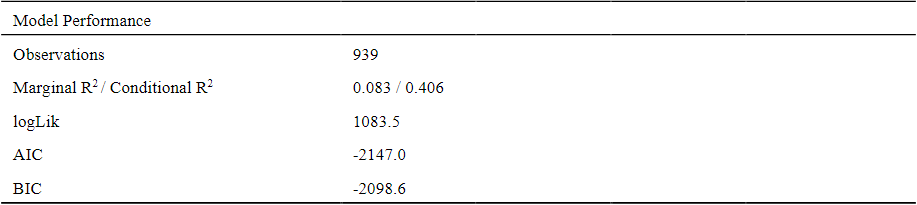 Model Performance
Observations 939
Marginal R² / Conditional R² 0.083 / 0.406
logLik 1083.5
AIC -2147.0
BIC -2098.6